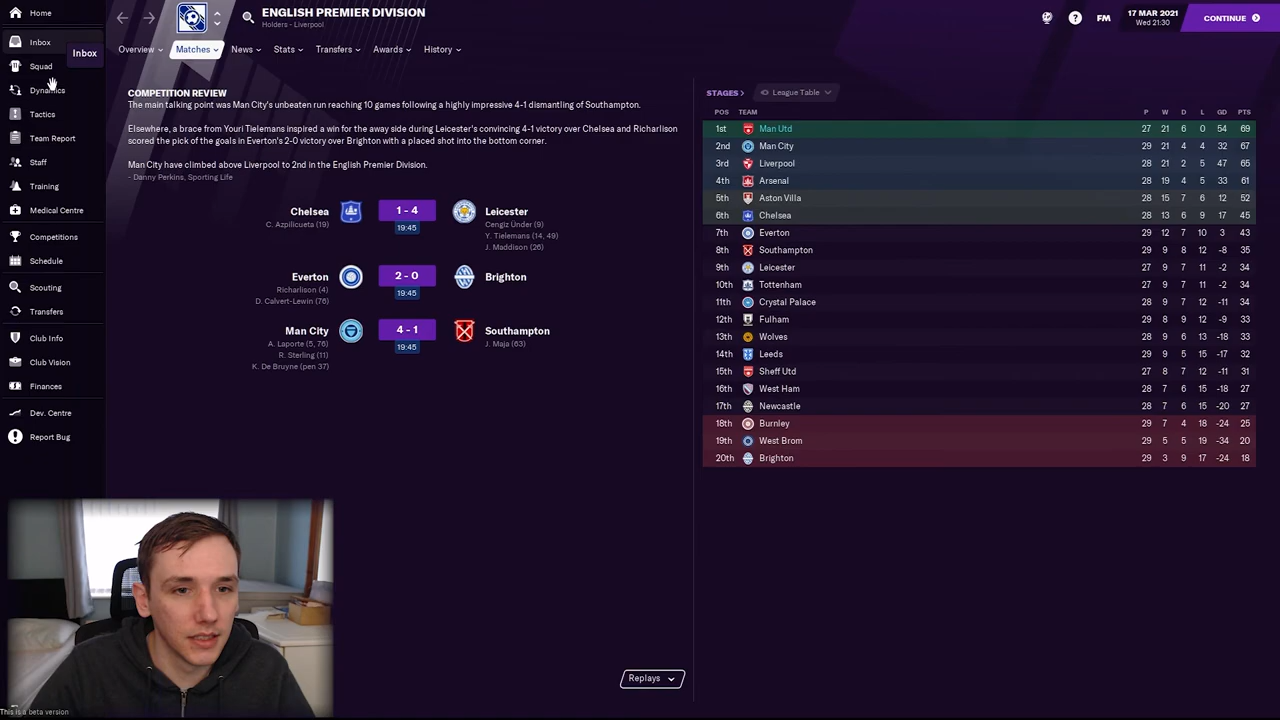 Home
Inbox
Inbox
Squad
Dynamics
Tactics
Team Report
Staff
Training
Medical Centre
Competitions
Schedule
Scouting
Transfers
Club Info
Club Vision
Finances
Dev. Centre
Report Bug
ENGLISH PREMIER DIVISION
Holders - Liverpool
FM
17 MAR 2021
Wed 21:30
CONTINUE
Overview Matches News Stats Transfers Awards History
COMPETITION REVIEW
The main talking point was Man City's unbeaten run reaching 10 games following a highly impressive 4-1 dismantling of Southampton.
Elsewhere, a brace from Youri Tielemans inspired a win for the away side during Leicester's convincing 4-1 victory over Chelsea and Richarlison
scored the pick of the goals in Everton's 2-0 victory over Brighton with a placed shot into the bottom corner.
Man City have climbed above Liverpool to 2nd in the English Premier Division.
- Danny Perkins, Sporting Life
Chelsea 1 - 4 Leicester
C. Azpilicueta (19) 19:45 Cengiz Ünder (9)
Y. Tielemans (14, 49)
J. Maddison (26)
Everton 2 - 0 Brighton
Richarlison (4) 19:45
D. Calvert-Lewin (76)
Man City 4 - 1 Southampton
A. Laporte (5, 76) 19:45 J. Maja (63)
R. Sterling (11)
K. De Bruyne (pen 37)
Replays
STAGES > League Table
POS TEAM P W D L GD PTS
1st Man Utd 27 21 6 0 54 69
2nd Man City 29 21 4 4 32 67
3rd Liverpool 28 21 2 5 47 65
4th Arsenal 28 19 4 5 33 61
5th Aston Villa 28 15 7 6 12 52
6th Chelsea 28 13 6 9 17 45
7th Everton 29 12 7 10 3 43
8th Southampton 29 9 8 12 -8 35
9th Leicester 27 9 7 11 -2 34
10th Tottenham 27 9 7 11 -2 34
11th Crystal Palace 28 9 7 12 -11 34
12th Fulham 29 8 9 12 -9 33
13th Wolves 28 9 6 13 -18 33
14th Leeds 29 9 5 15 -17 32
15th Sheff Utd 27 8 7 12 -11 31
16th West Ham 28 7 6 15 -18 27
17th Newcastle 28 7 6 15 -20 27
18th Burnley 29 7 4 18 -24 25
19th West Brom 29 5 5 19 -34 20
20th Brighton 29 3 9 17 -24 18
This is a beta version